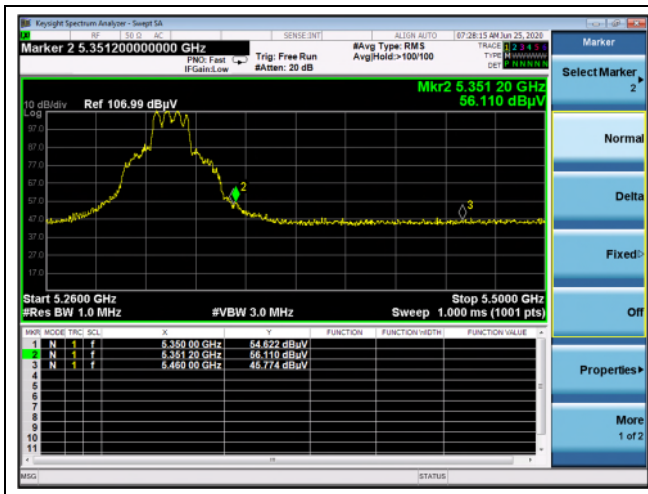 Keysight Spectrum Analyzer - Swept SA
RF 50 Ω AC SENSE:INT ALIGN AUTO 07:28:15 AM Jun 25, 2020
Marker 2 5.351200000000 GHz
PNO: Fast
IFGain:Low
Trig: Free Run
#Atten: 20 dB
#Avg Type: RMS
Avg|Hold:>100/100
TRACE 1 2 3 4 5 6
TYPE M WWWWW
DET P N N N N N
Mkr2 5.351 20 GHz
56.110 dBµV
10 dB/div Ref 106.99 dBµV
Log
97.0
87.0
77.0
67.0
57.0
47.0
37.0
27.0
17.0
2
3
Start 5.2600 GHz Stop 5.5000 GHz
#Res BW 1.0 MHz #VBW 3.0 MHz Sweep 1.000 ms (1001 pts)
MKR MODE TRC SCL X Y FUNCTION FUNCTION WIDTH FUNCTION VALUE
1 N 1 f 5.350 00 GHz 54.622 dBµV
2 N 1 f 5.351 20 GHz 56.110 dBµV
3 N 1 f 5.460 00 GHz 45.774 dBµV
4
5
6
7
8
9
10
11
MSG STATUS
Marker
Select Marker
2
Normal
Delta
Fixed
Off
Properties
More
1 of 2